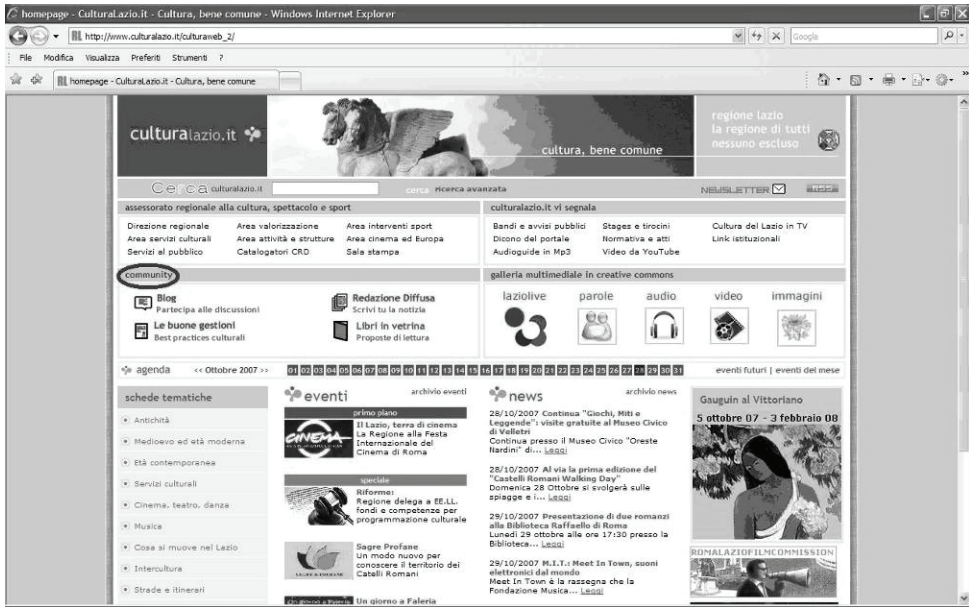 homepage - CulturaLazio.it - Cultura, bene comune - Windows Internet Explorer
http://www.culturalazio.it/culturaweb_2/
Google
File Modifica Visualizza Preferiti Strumenti ?
homepage - CulturaLazio.it - Cultura, bene comune
culturalazio.it
cultura, bene comune
regione lazio
la regione di tutti
nessuno escluso
Cerca culturalazio.it
cerca ricerca avanzata
NEWSLETTER
assessorato regionale alla cultura, spettacolo e sport
Direzione regionale Area valorizzazione Area interventi sport
Area servizi culturali Area attività e strutture Area cinema ed Europa
Servizi al pubblico Catalogatori CRD Sala stampa
culturalazio.it vi segnala
Bandi e avvisi pubblici Stages e tirocini Cultura del Lazio in TV
Dicono del portale Normativa e atti Link istituzionali
Audioguide in Mp3 Video da YouTube
community
Blog
Partecipa alle discussioni
Redazione Diffusa
Scrivi tu la notizia
Le buone gestioni
Best practices culturali
Libri in vetrina
Proposte di lettura
galleria multimediale in creative commons
laziolive parole audio video immagini
agenda << Ottobre 2007 >> 01 02 03 04 05 06 07 08 09 10 11 12 13 14 15 16 17 18 19 20 21 22 23 24 25 26 27 28 29 30 31 eventi futuri | eventi del mese
schede tematiche
Antichità
Medioevo ed età moderna
Età contemporanea
Servizi culturali
Cinema, teatro, danza
Musica
Cosa si muove nel Lazio
Intercultura
Strade e itinerari
eventi archivio eventi
primo piano
CINEMA
Il Lazio, terra di cinema
La Regione alla Festa
Internazionale del
Cinema di Roma
speciale
Riforme:
Regione delega a EE.LL.
fondi e competenze per
programmazione culturale
Sagre Profane
Un modo nuovo per
conoscere il territorio dei
Catelli Romani
Un giorno a Faleria
news archivio news
28/10/2007 Continua "Giochi, Miti e
Leggende": visite gratuite al Museo Civico
di Velletri
Continua presso il Museo Civico "Oreste
Nardini" di... Leggi
28/10/2007 Al via la prima edizione del
"Castelli Romani Walking Day"
Domenica 28 Ottobre si svolgerà sulle
spiagge e i... Leggi
29/10/2007 Presentazione di due romanzi
alla Biblioteca Raffaello di Roma
Lunedì 29 ottobre alle ore 17:30 presso la
Biblioteca... Leggi
29/10/2007 M.I.T.: Meet In Town, suoni
elettronici dal mondo
Meet In Town è la rassegna che la
Fondazione Musica... Leggi
Gauguin al Vittoriano
5 ottobre 07 - 3 febbraio 08
ROMALAZIOFILMCOMMISSION